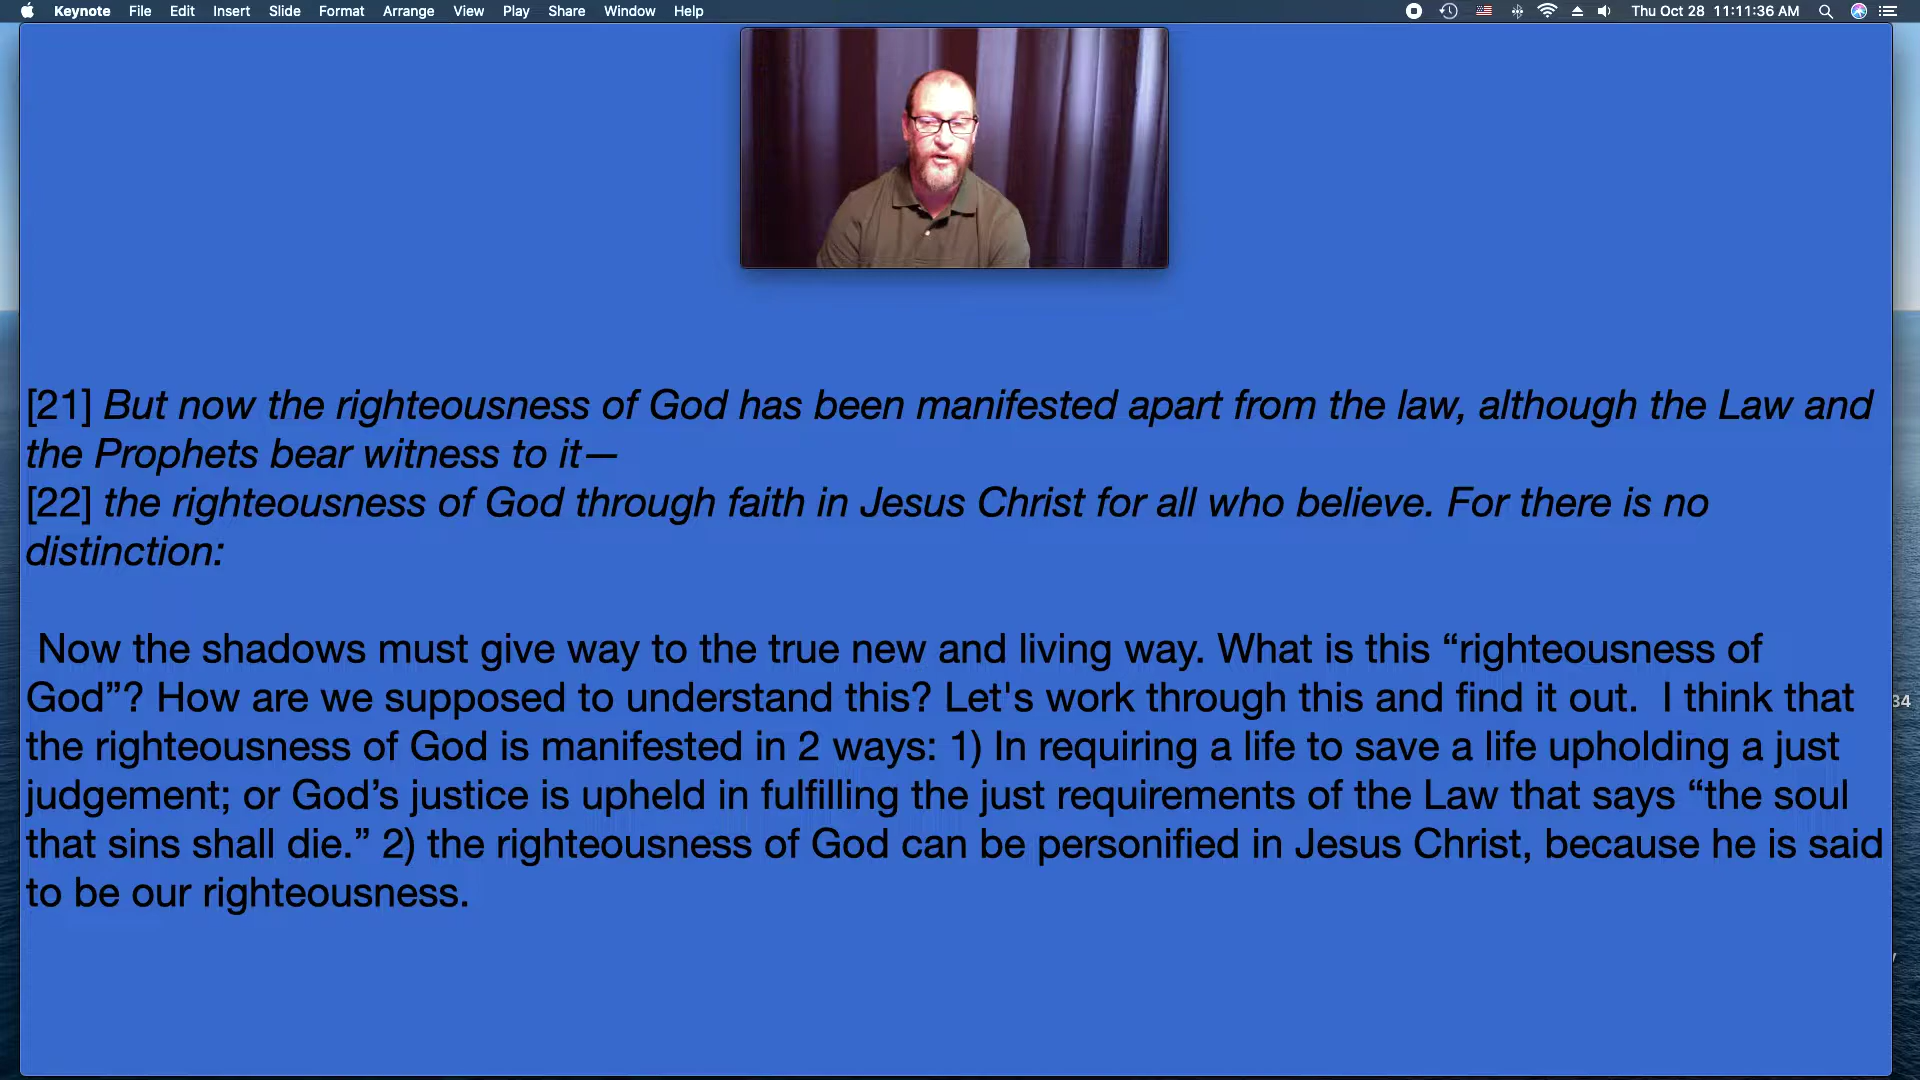 Keynote File Edit Insert Slide Format Arrange View Play Share Window Help Thu Oct 28 11:11:36 AM
[21] But now the righteousness of God has been manifested apart from the law, although the Law and
the Prophets bear witness to it—
[22] the righteousness of God through faith in Jesus Christ for all who believe. For there is no
distinction:
Now the shadows must give way to the true new and living way. What is this “righteousness of
God”? How are we supposed to understand this? Let's work through this and find it out. I think that
the righteousness of God is manifested in 2 ways: 1) In requiring a life to save a life upholding a just
judgement; or God’s justice is upheld in fulfilling the just requirements of the Law that says “the soul
that sins shall die.” 2) the righteousness of God can be personified in Jesus Christ, because he is said
to be our righteousness.
34